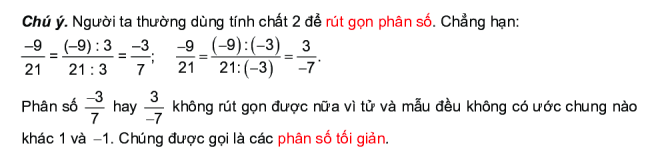 Chú ý. Người ta thường dùng tính chất 2 để rút gọn phân số. Chẳng hạn:
−9/21 = (−9) : 3/21 : 3 = −3/7; −9/21 = (−9):(−3)/21:(−3) = 3/−7.
Phân số −3/7 hay 3/−7 không rút gọn được nữa vì tử và mẫu đều không có ước chung nào
khác 1 và −1. Chúng được gọi là các phân số tối giản.